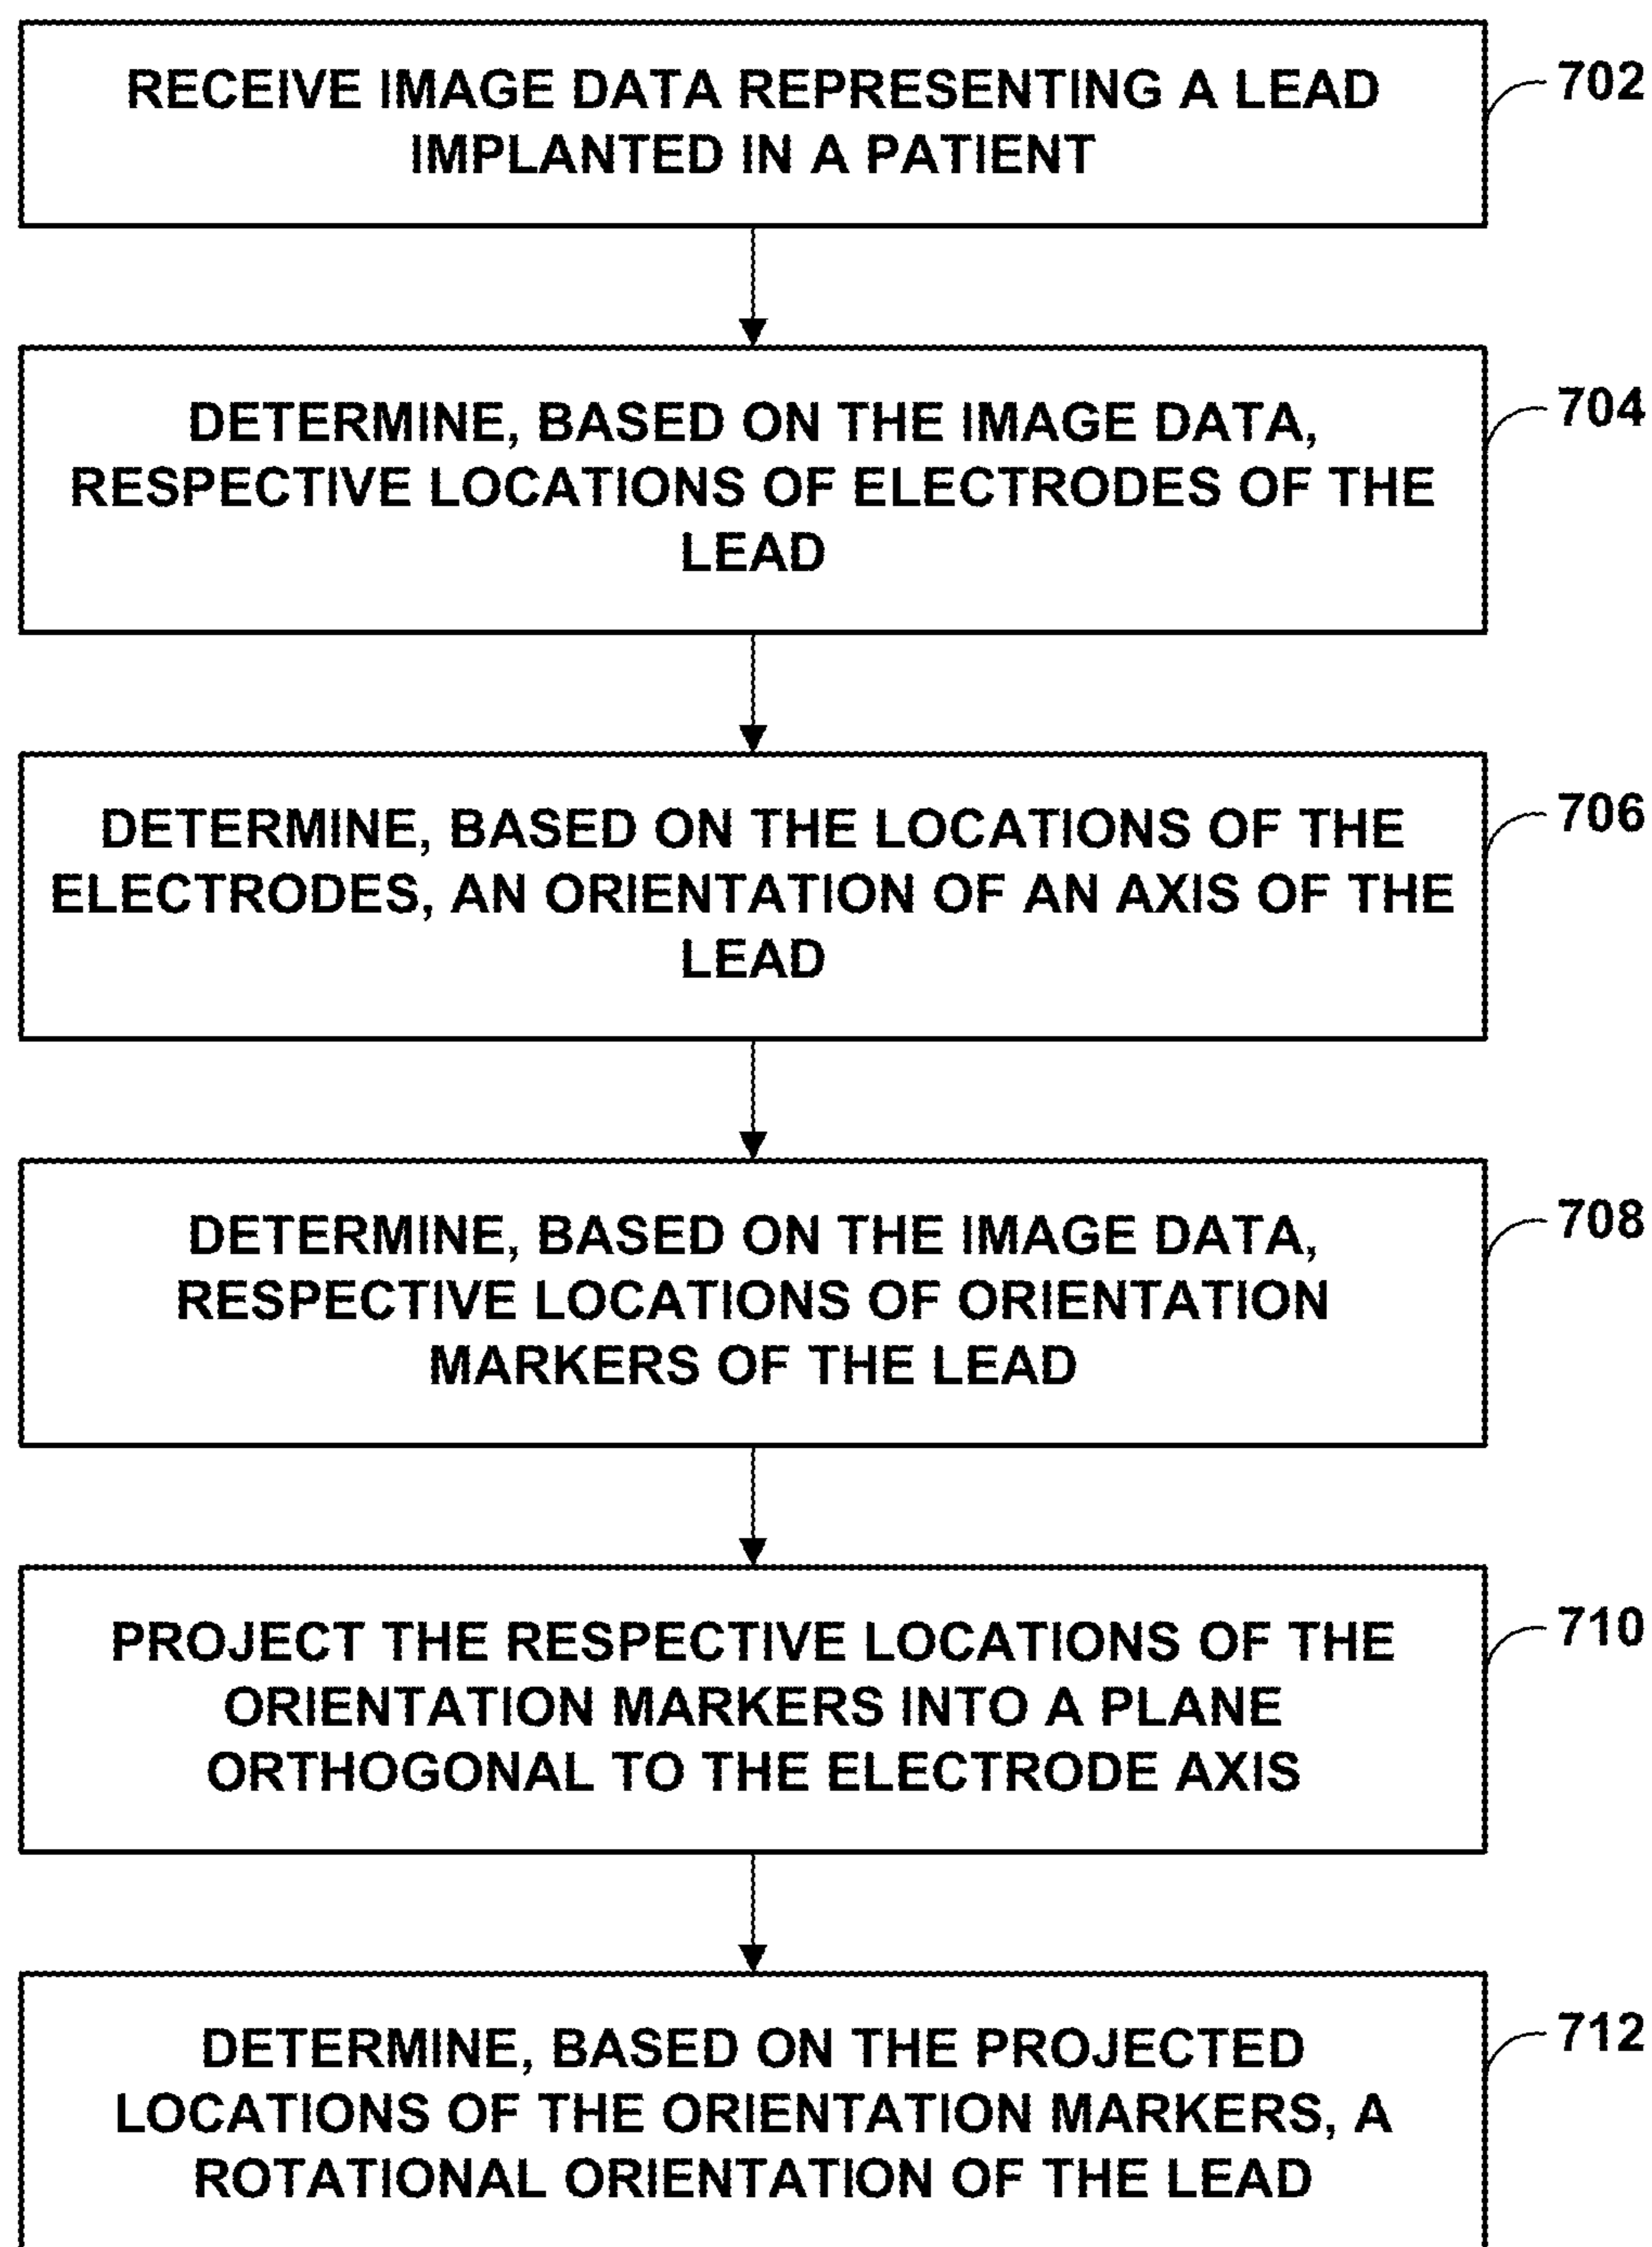 RECEIVE IMAGE DATA REPRESENTING A LEAD
IMPLANTED IN A PATIENT
702
DETERMINE, BASED ON THE IMAGE DATA,
RESPECTIVE LOCATIONS OF ELECTRODES OF THE
LEAD
704
DETERMINE, BASED ON THE LOCATIONS OF THE
ELECTRODES, AN ORIENTATION OF AN AXIS OF THE
LEAD
706
DETERMINE, BASED ON THE IMAGE DATA,
RESPECTIVE LOCATIONS OF ORIENTATION
MARKERS OF THE LEAD
708
PROJECT THE RESPECTIVE LOCATIONS OF THE
ORIENTATION MARKERS INTO A PLANE
ORTHOGONAL TO THE ELECTRODE AXIS
710
DETERMINE, BASED ON THE PROJECTED
LOCATIONS OF THE ORIENTATION MARKERS, A
ROTATIONAL ORIENTATION OF THE LEAD
712